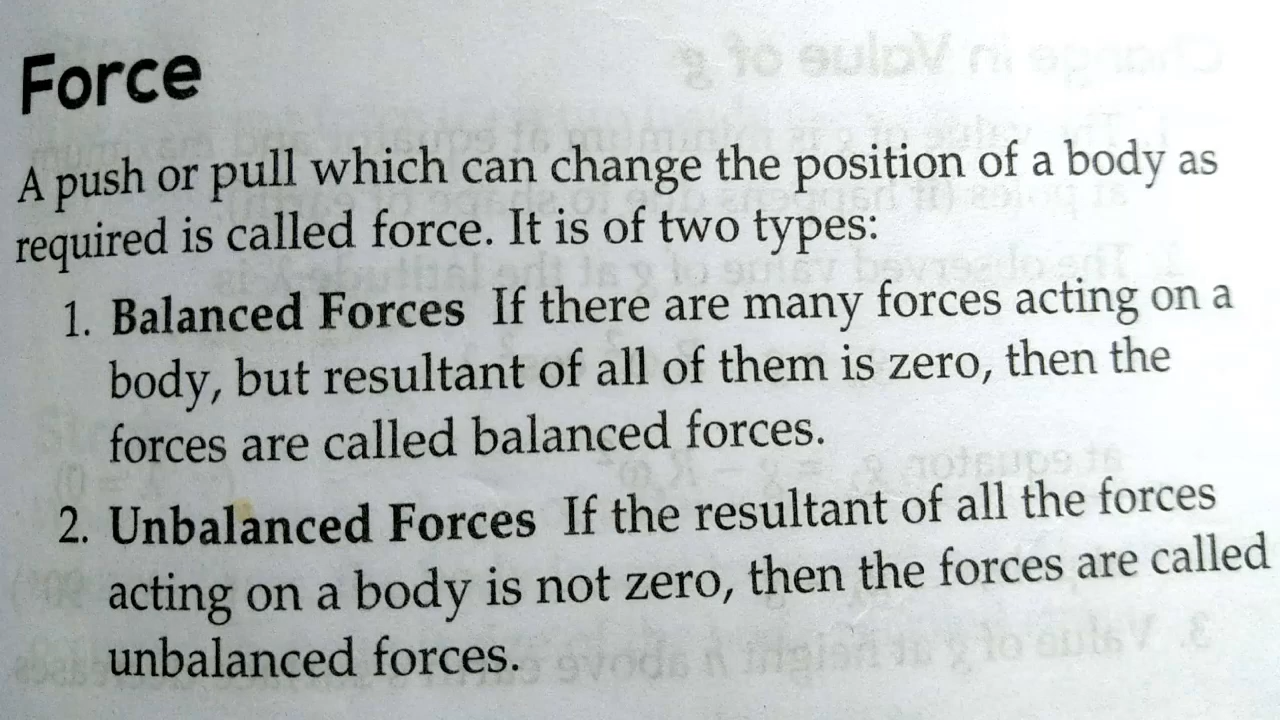 Force
A push or pull which can change the position of a body as
required is called force. It is of two types:
1. Balanced Forces If there are many forces acting on a
body, but resultant of all of them is zero, then the
forces are called balanced forces.
2. Unbalanced Forces If the resultant of all the forces
acting on a body is not zero, then the forces are called
unbalanced forces.